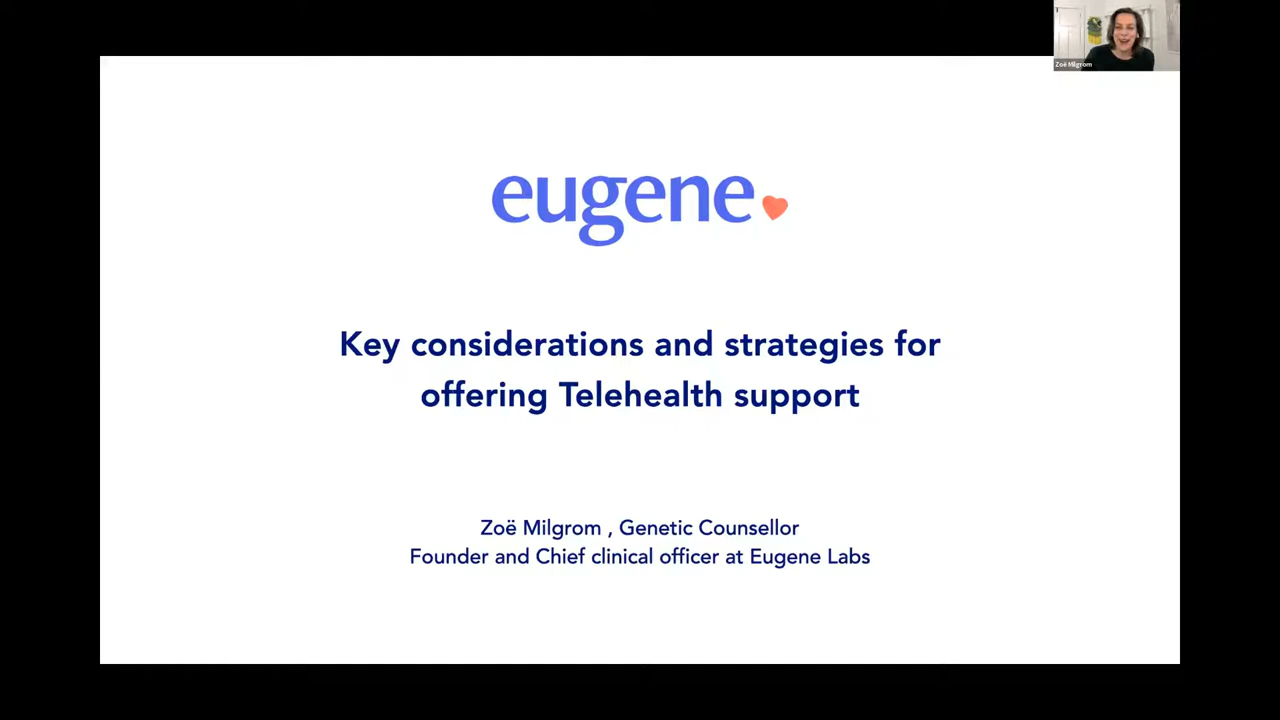 Zoë Milgrom
eugene
Key considerations and strategies for
offering Telehealth support
Zoë Milgrom , Genetic Counsellor
Founder and Chief clinical officer at Eugene Labs